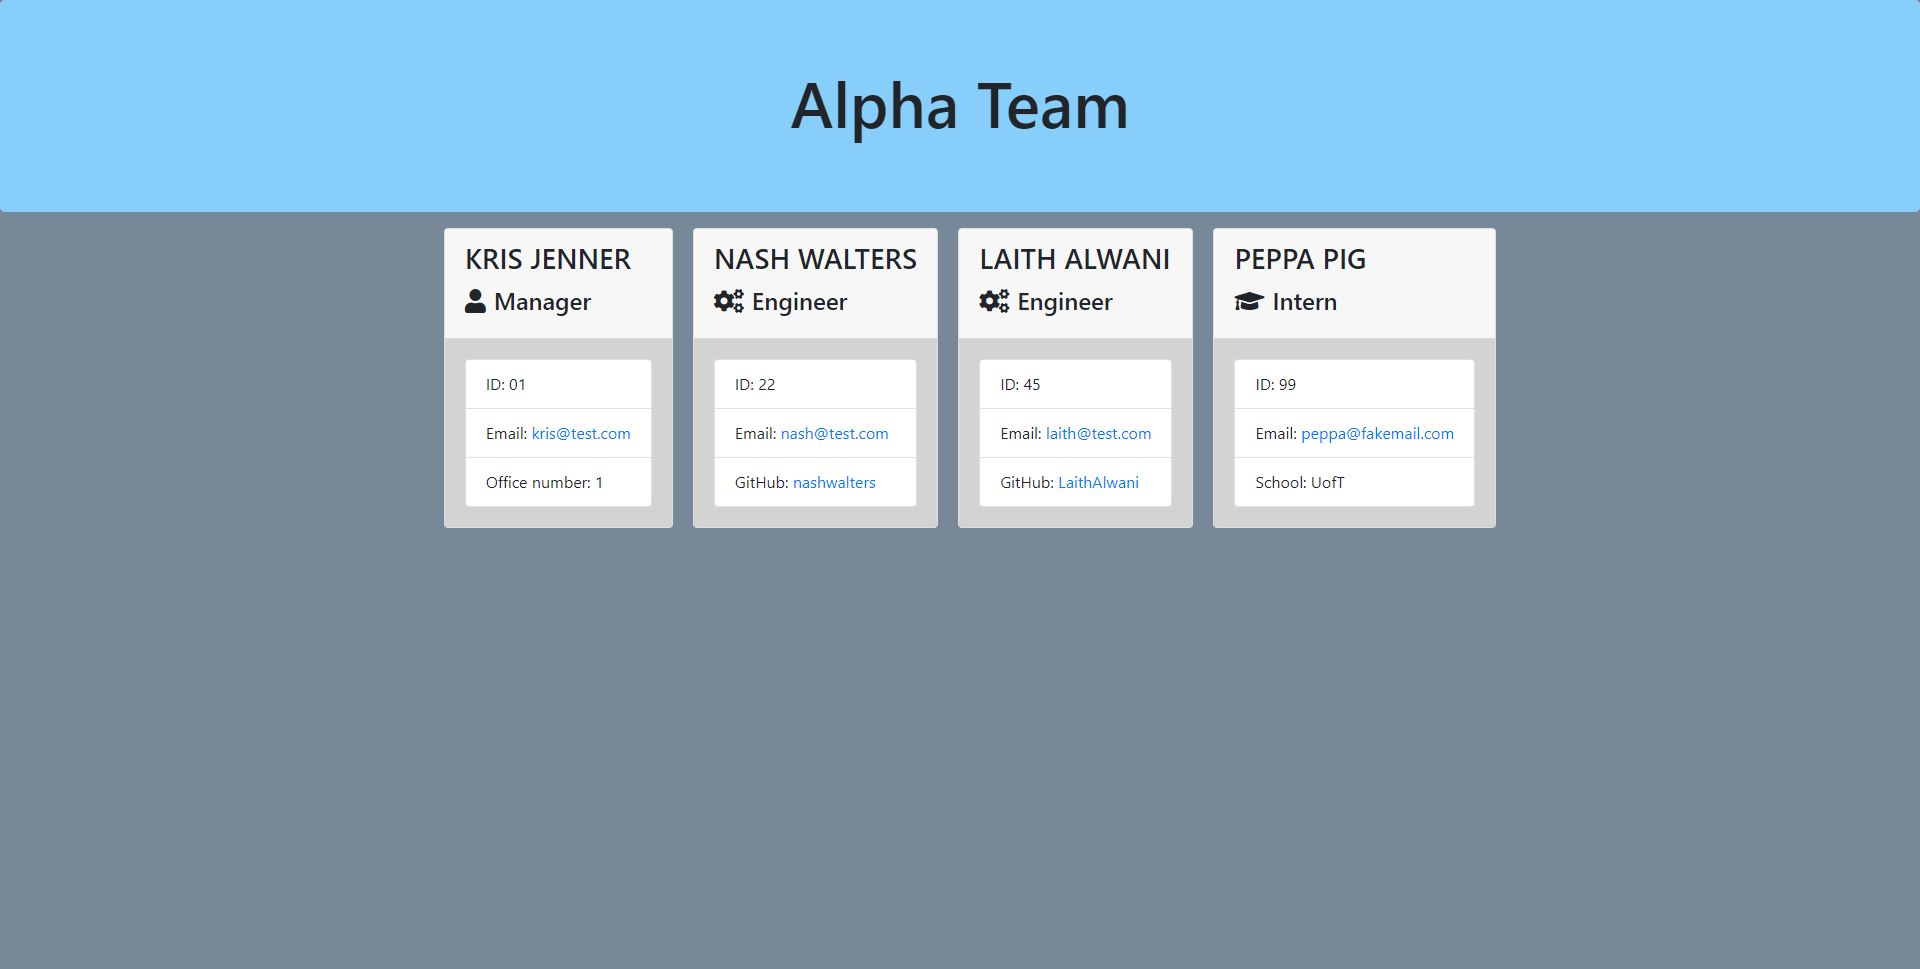 Alpha Team
KRIS JENNER
Manager
ID: 01
Email: kris@test.com
Office number: 1
NASH WALTERS
Engineer
ID: 22
Email: nash@test.com
GitHub: nashwalters
LAITH ALWANI
Engineer
ID: 45
Email: laith@test.com
GitHub: LaithAlwani
PEPPA PIG
Intern
ID: 99
Email: peppa@fakemail.com
School: UofT